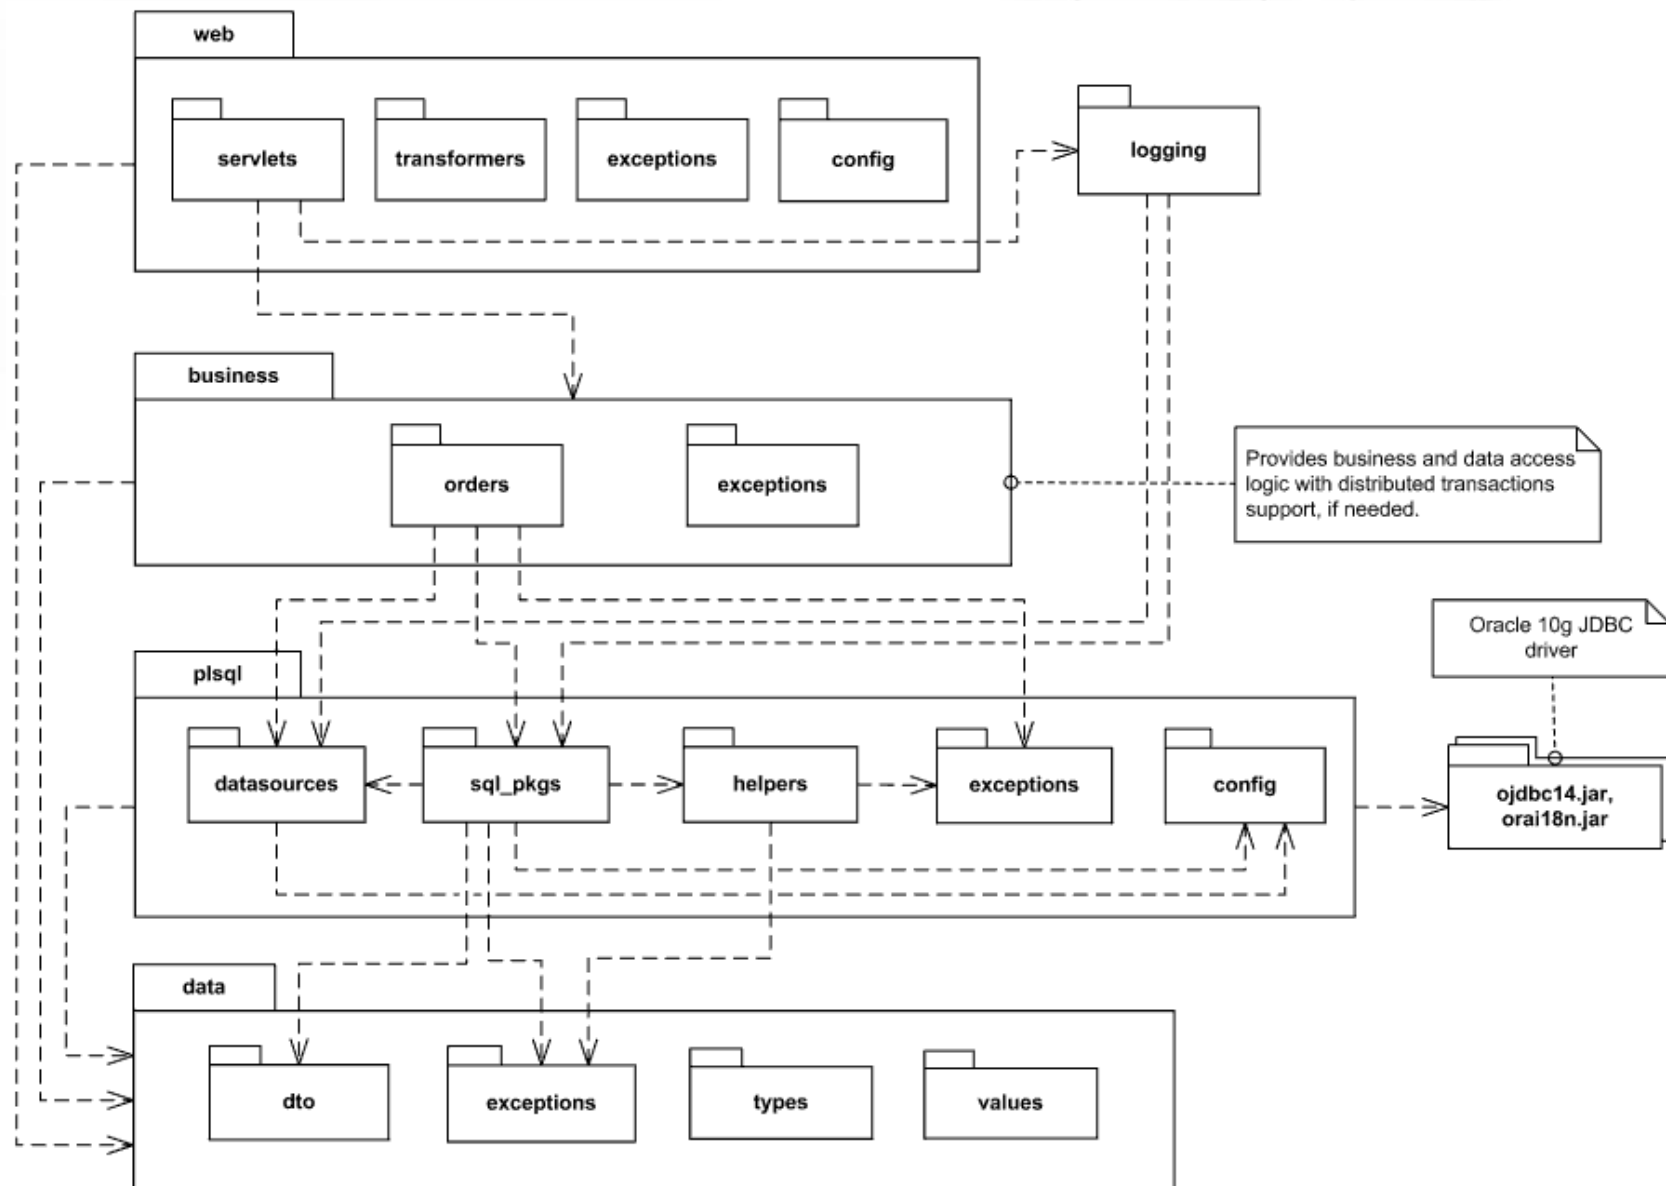 web
servlets
transformers
exceptions
config
logging
business
orders
exceptions
Provides business and data access
logic with distributed transactions
support, if needed.
Oracle 10g JDBC
driver
plsql
datasources
sql_pkgs
helpers
exceptions
config
ojdbc14.jar,
orai18n.jar
data
dto
exceptions
types
values